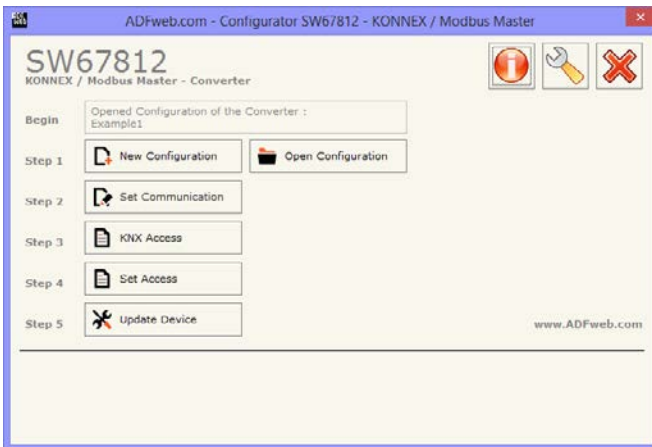 ADFweb.com - Configurator SW67812 - KONNEX / Modbus Master
SW67812
KONNEX / Modbus Master - Converter
Begin
Opened Configuration of the Converter :
Example1
Step 1 New Configuration Open Configuration
Step 2 Set Communication
Step 3 KNX Access
Step 4 Set Access
Step 5 Update Device
www.ADFweb.com